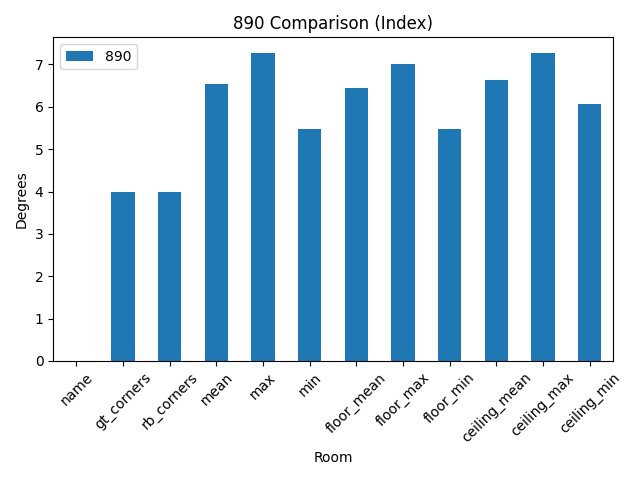 890 Comparison (Index)
890
7
6
5
4
3
2
1
0
Degrees
name
gt_corners
rb_corners
mean
max
min
floor_mean
floor_max
floor_min
ceiling_mean
ceiling_max
ceiling_min
Room